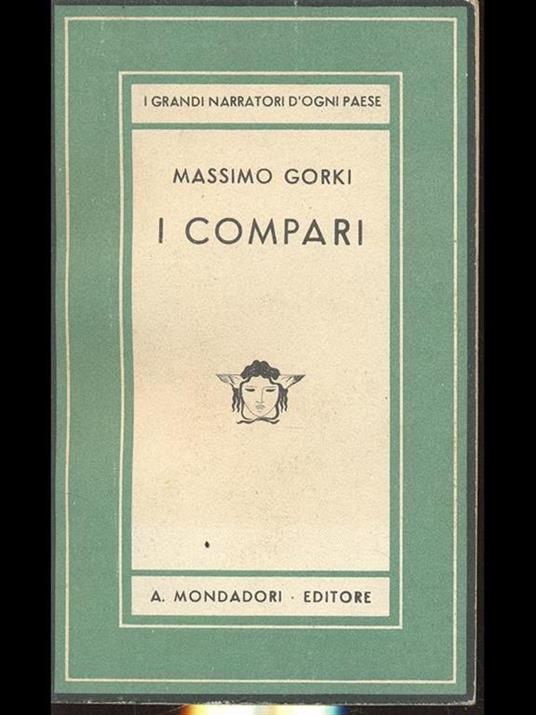 I GRANDI NARRATORI D'OGNI PAESE
MASSIMO GORKI
I COMPARI
A. MONDADORI · EDITORE